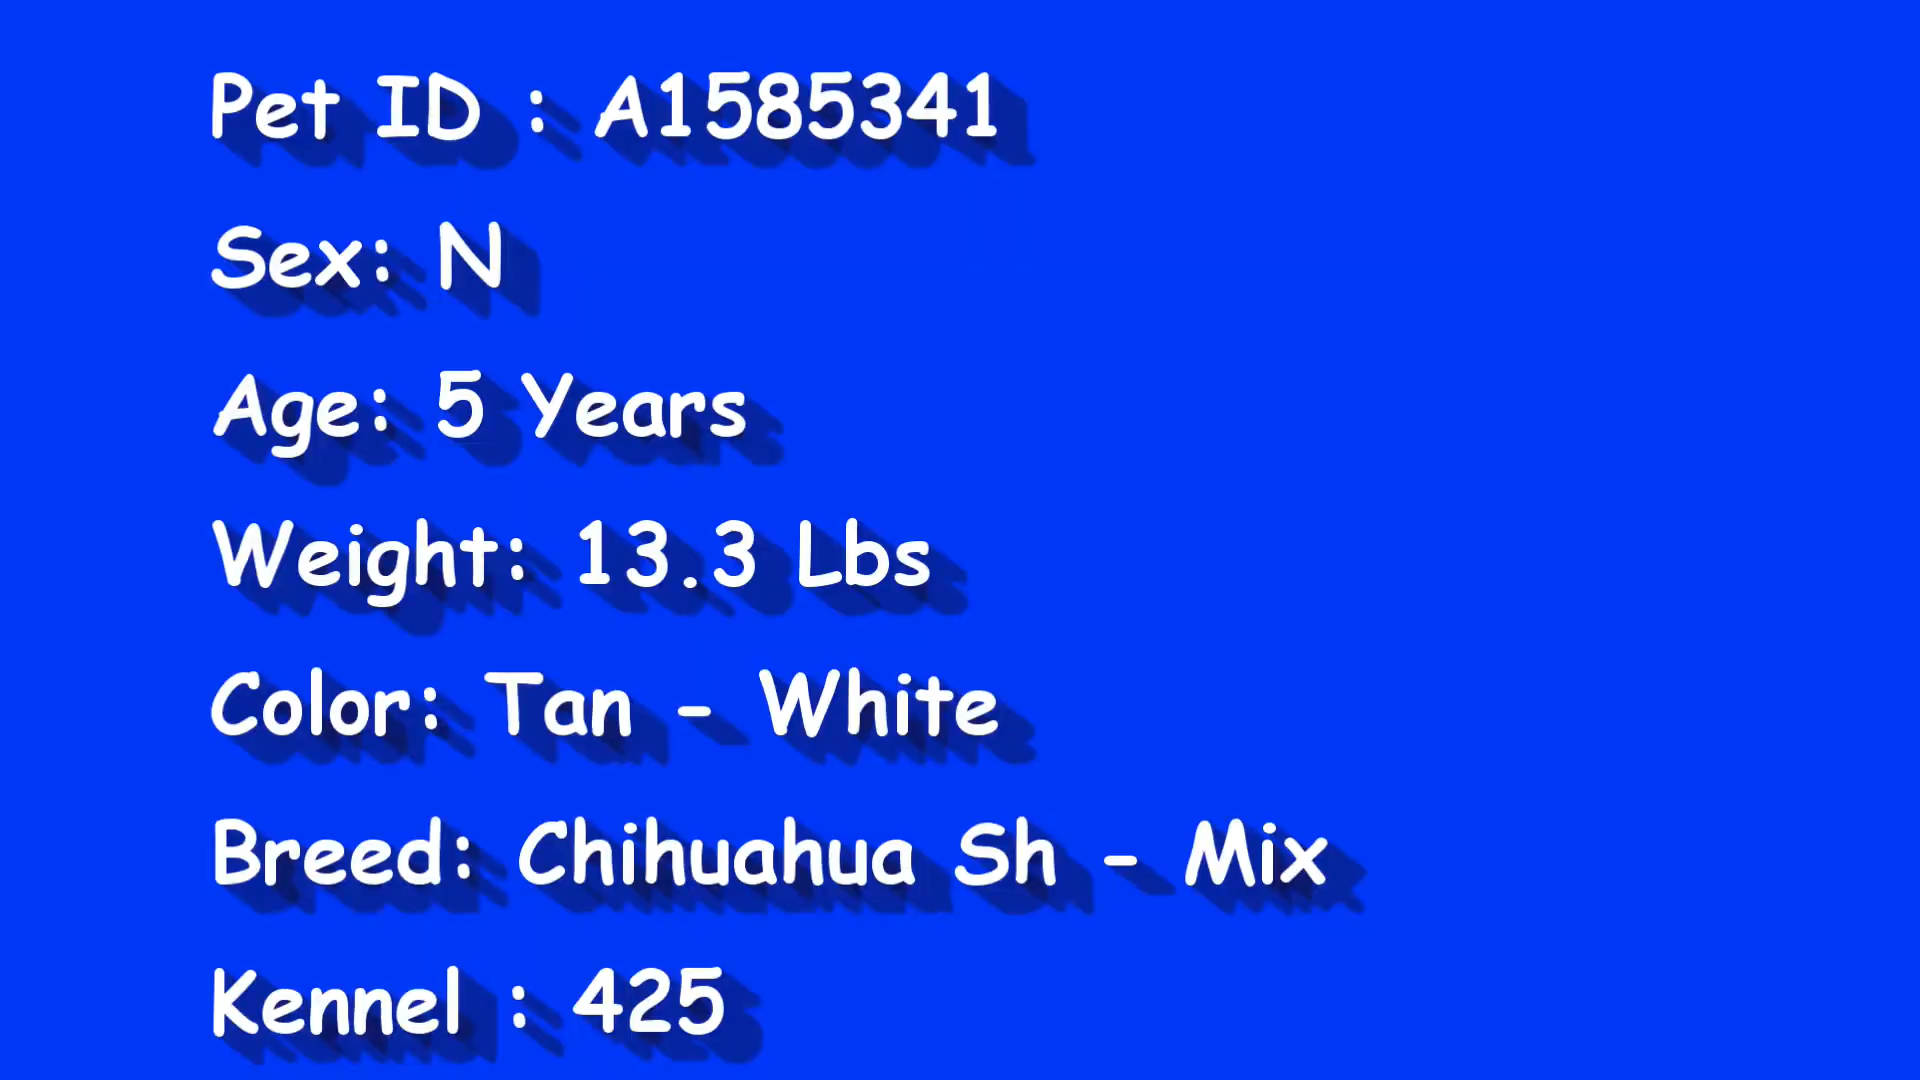 Pet ID : A1585341
Sex: N
Age: 5 Years
Weight: 13.3 Lbs
Color: Tan - White
Breed: Chihuahua Sh - Mix
Kennel : 425